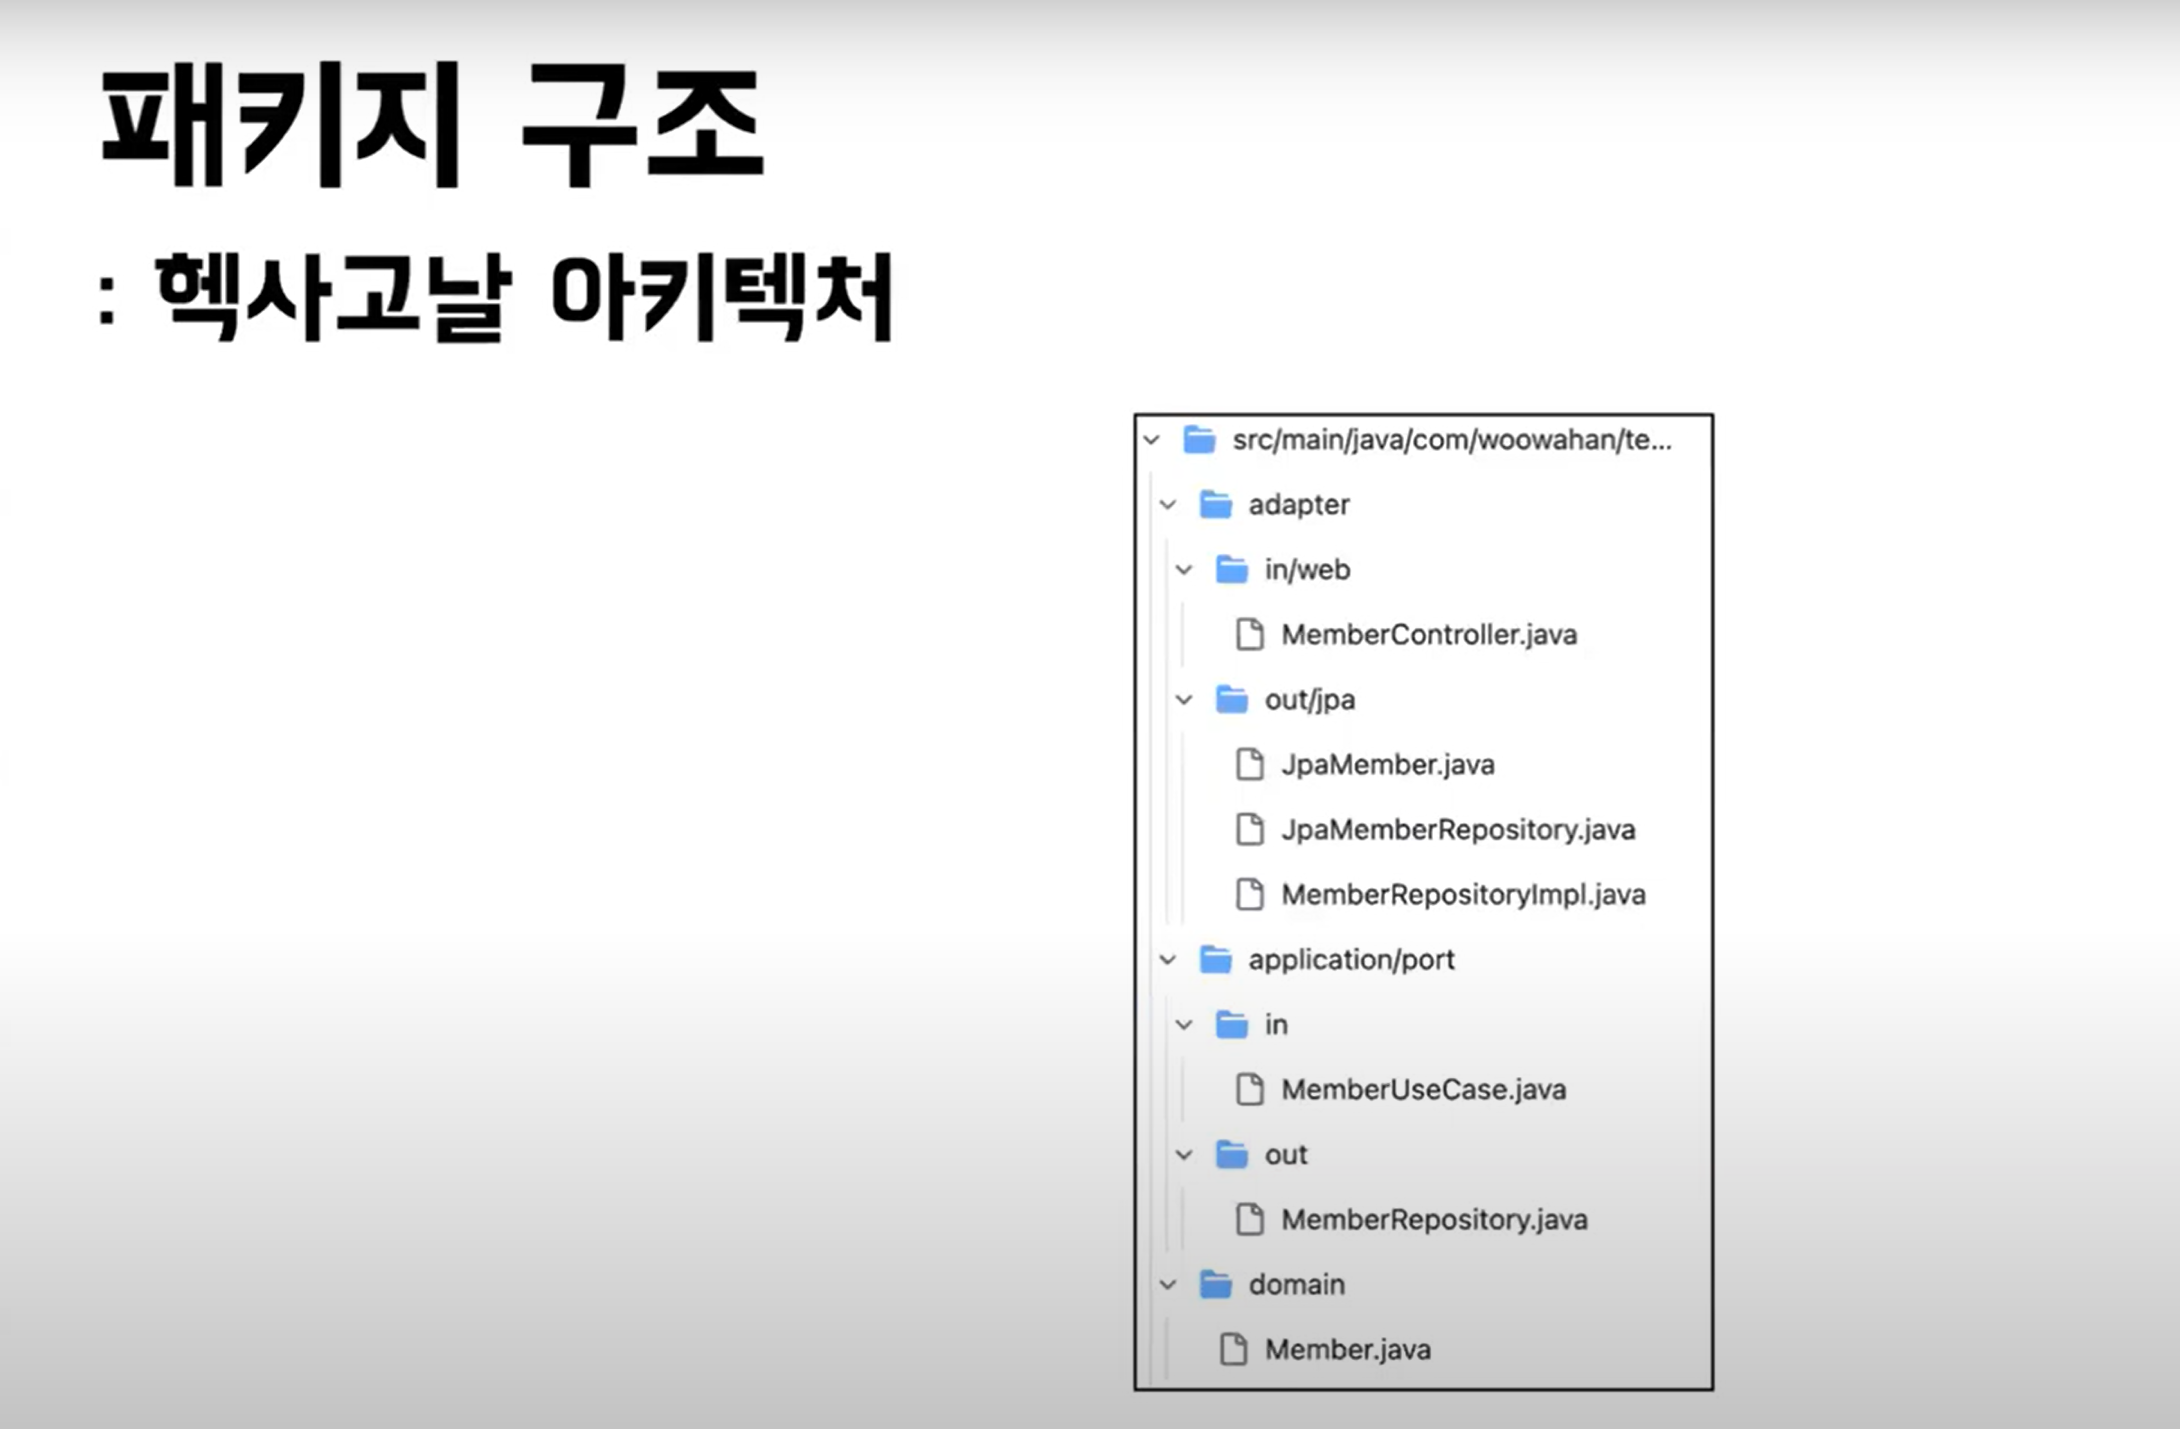 패키지 구조
: 헥사고날 아키텍처
src/main/java/com/woowahan/te...
adapter
in/web
MemberController.java
out/jpa
JpaMember.java
JpaMemberRepository.java
MemberRepositoryImpl.java
application/port
in
MemberUseCase.java
out
MemberRepository.java
domain
Member.java